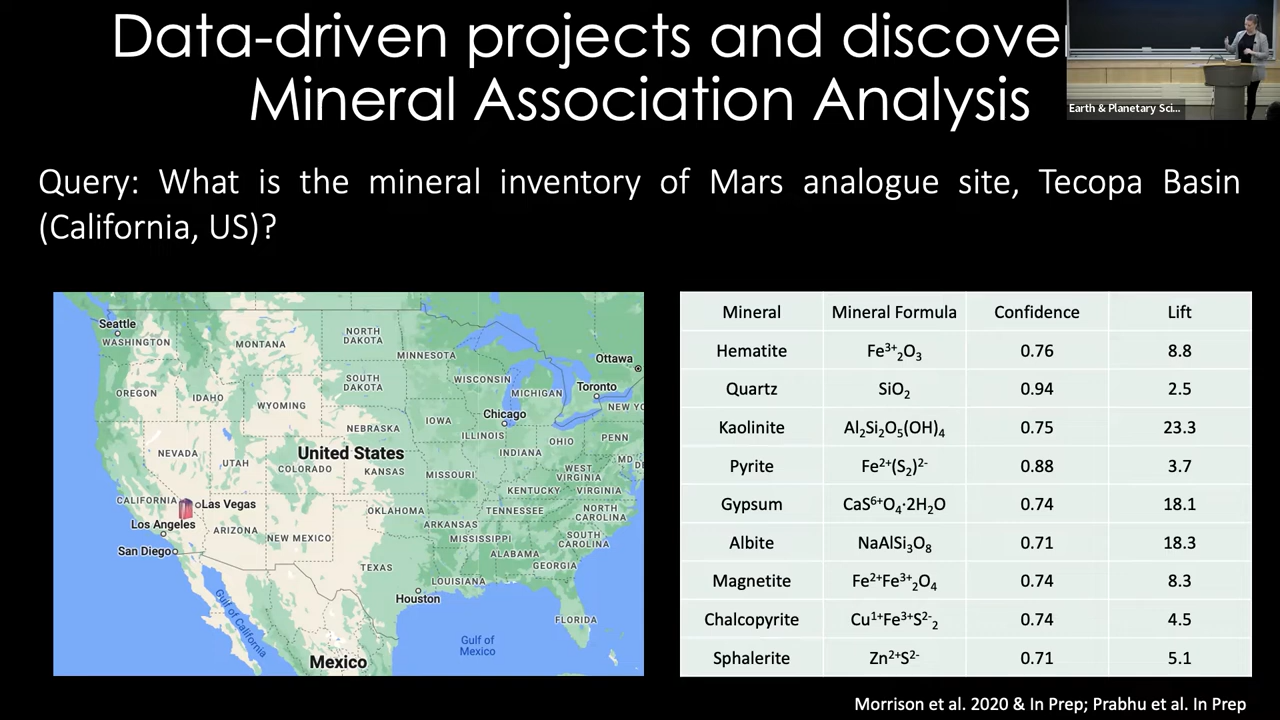 Data-driven projects and discove
Mineral Association Analysis
Earth & Planetary Sci...
Query: What is the mineral inventory of Mars analogue site, Tecopa Basin
(California, US)?
Seattle
WASHINGTON
MONTANA
NORTH
DAKOTA
MINNESOTA
Ottawa
OREGON
IDAHO
SOUTH
DAKOTA
WISCONSIN
MICHIGAN
Toronto
WYOMING
Chicago
NEW YO
NEBRASKA
IOWA
ILLINOIS
INDIANA
OHIO
PENN
NEVADA
UTAH
COLORADO
United States
KANSAS
MISSOURI
WEST
VIRGINIA
MD
KENTUCKY
VIRGINIA
CALIFORNIA
Las Vegas
Los Angeles
ARIZONA
NEW MEXICO
OKLAHOMA
ARKANSAS
TENNESSEE
NORTH
CAROLINA
San Diego
MISSISSIPPI
SOUTH
CAROLINA
ALABAMA
GEORGIA
TEXAS
LOUISIANA
Houston
FLORIDA
Gulf of California
Gulf of
Mexico
Mexico
Mineral Mineral Formula Confidence Lift
Hematite Fe³⁺₂O₃ 0.76 8.8
Quartz SiO₂ 0.94 2.5
Kaolinite Al₂Si₂O₅(OH)₄ 0.75 23.3
Pyrite Fe²⁺(S₂)²⁻ 0.88 3.7
Gypsum CaS⁶⁺O₄·2H₂O 0.74 18.1
Albite NaAlSi₃O₈ 0.71 18.3
Magnetite Fe²⁺Fe³⁺₂O₄ 0.74 8.3
Chalcopyrite Cu¹⁺Fe³⁺S²⁻₂ 0.74 4.5
Sphalerite Zn²⁺S²⁻ 0.71 5.1
Morrison et al. 2020 & In Prep; Prabhu et al. In Prep